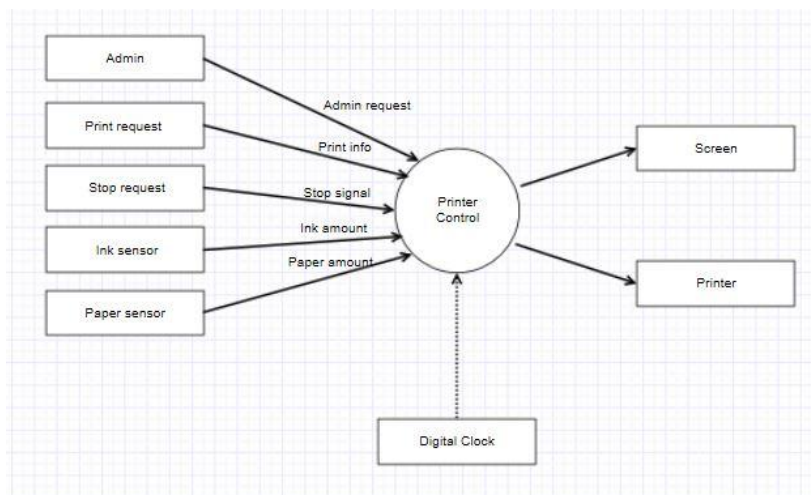 Admin
Admin request
Print request
Print info
Stop request
Stop signal
Ink sensor
Ink amount
Paper sensor
Paper amount
Printer
Control
Screen
Printer
Digital Clock